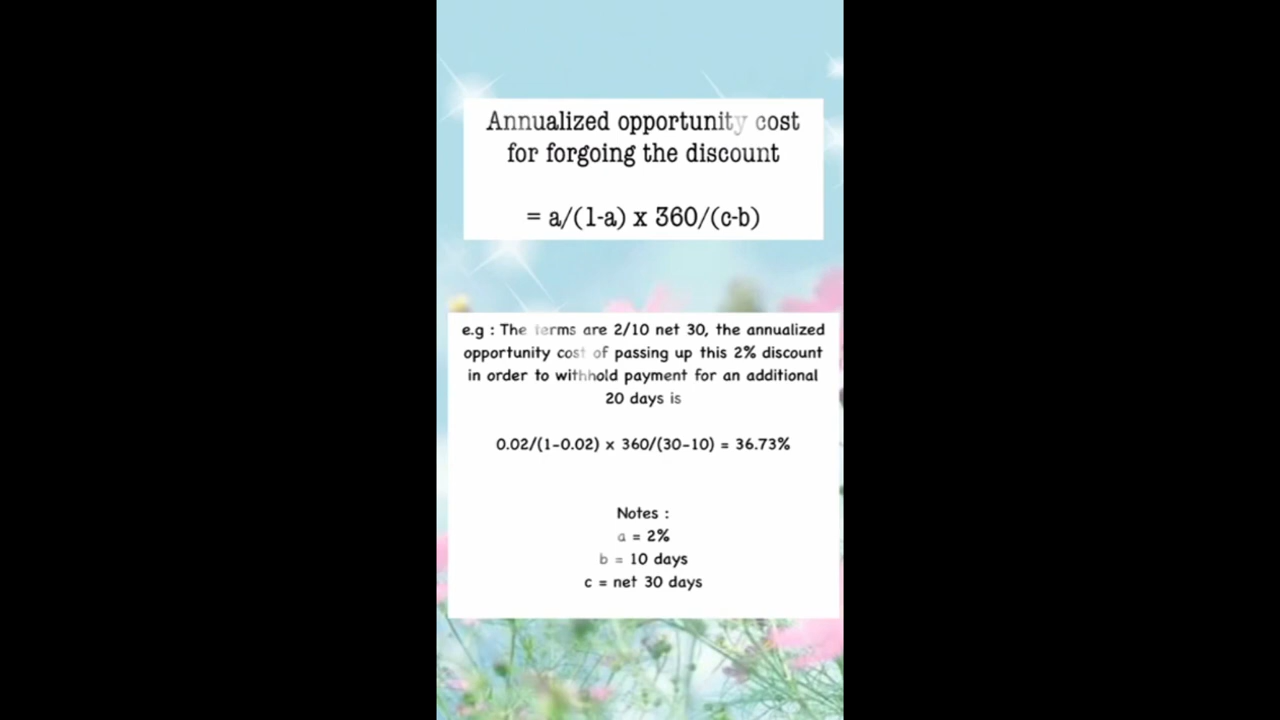 Annualized opportunity cost
for forgoing the discount
= a/(1-a) x 360/(c-b)
e.g : The terms are 2/10 net 30, the annualized
opportunity cost of passing up this 2% discount
in order to withhold payment for an additional
20 days is
0.02/(1-0.02) x 360/(30-10) = 36.73%
Notes :
a = 2%
b = 10 days
c = net 30 days